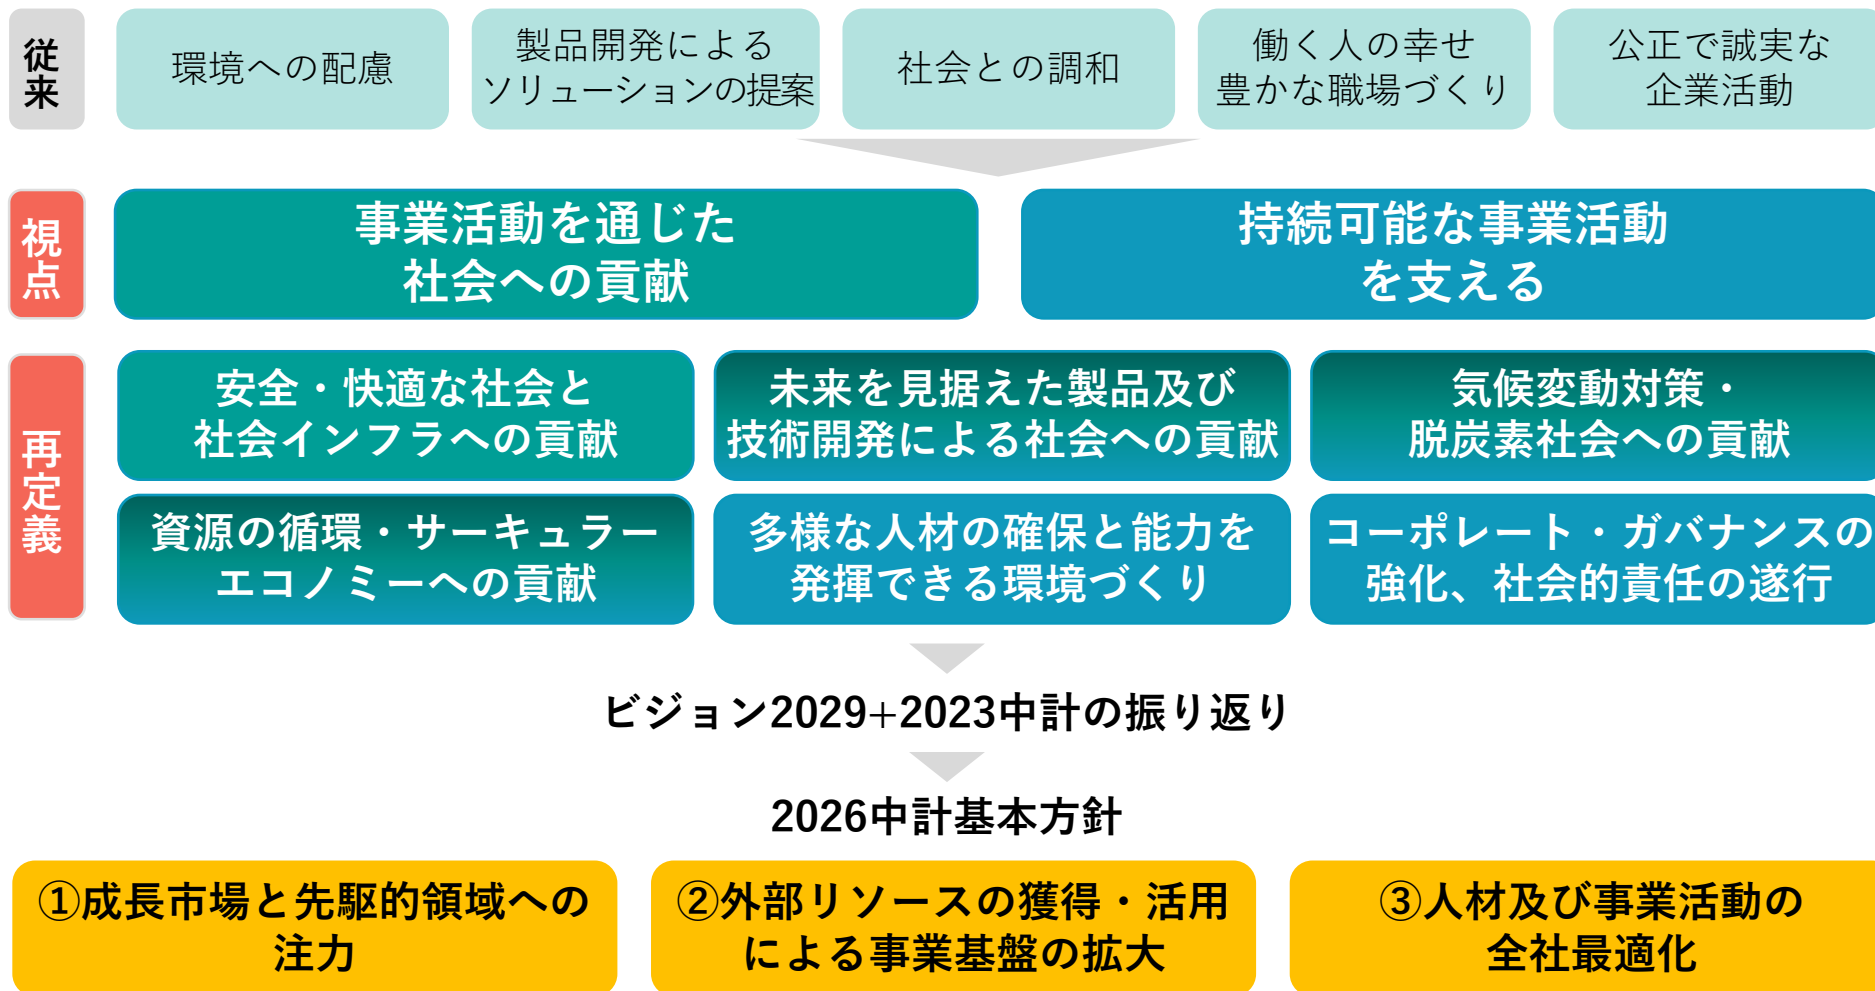 従来
環境への配慮
製品開発による
ソリューションの提案
社会との調和
働く人の幸せ
豊かな職場づくり
公正で誠実な
企業活動
視点
事業活動を通じた
社会への貢献
持続可能な事業活動
を支える
再定義
安全・快適な社会と
社会インフラへの貢献
未来を見据えた製品及び
技術開発による社会への貢献
気候変動対策・
脱炭素社会への貢献
資源の循環・サーキュラー
エコノミーへの貢献
多様な人材の確保と能力を
発揮できる環境づくり
コーポレート・ガバナンスの
強化、社会的責任の遂行
ビジョン2029+2023中計の振り返り
2026中計基本方針
①成長市場と先駆的領域への
注力
②外部リソースの獲得・活用
による事業基盤の拡大
③人材及び事業活動の
全社最適化